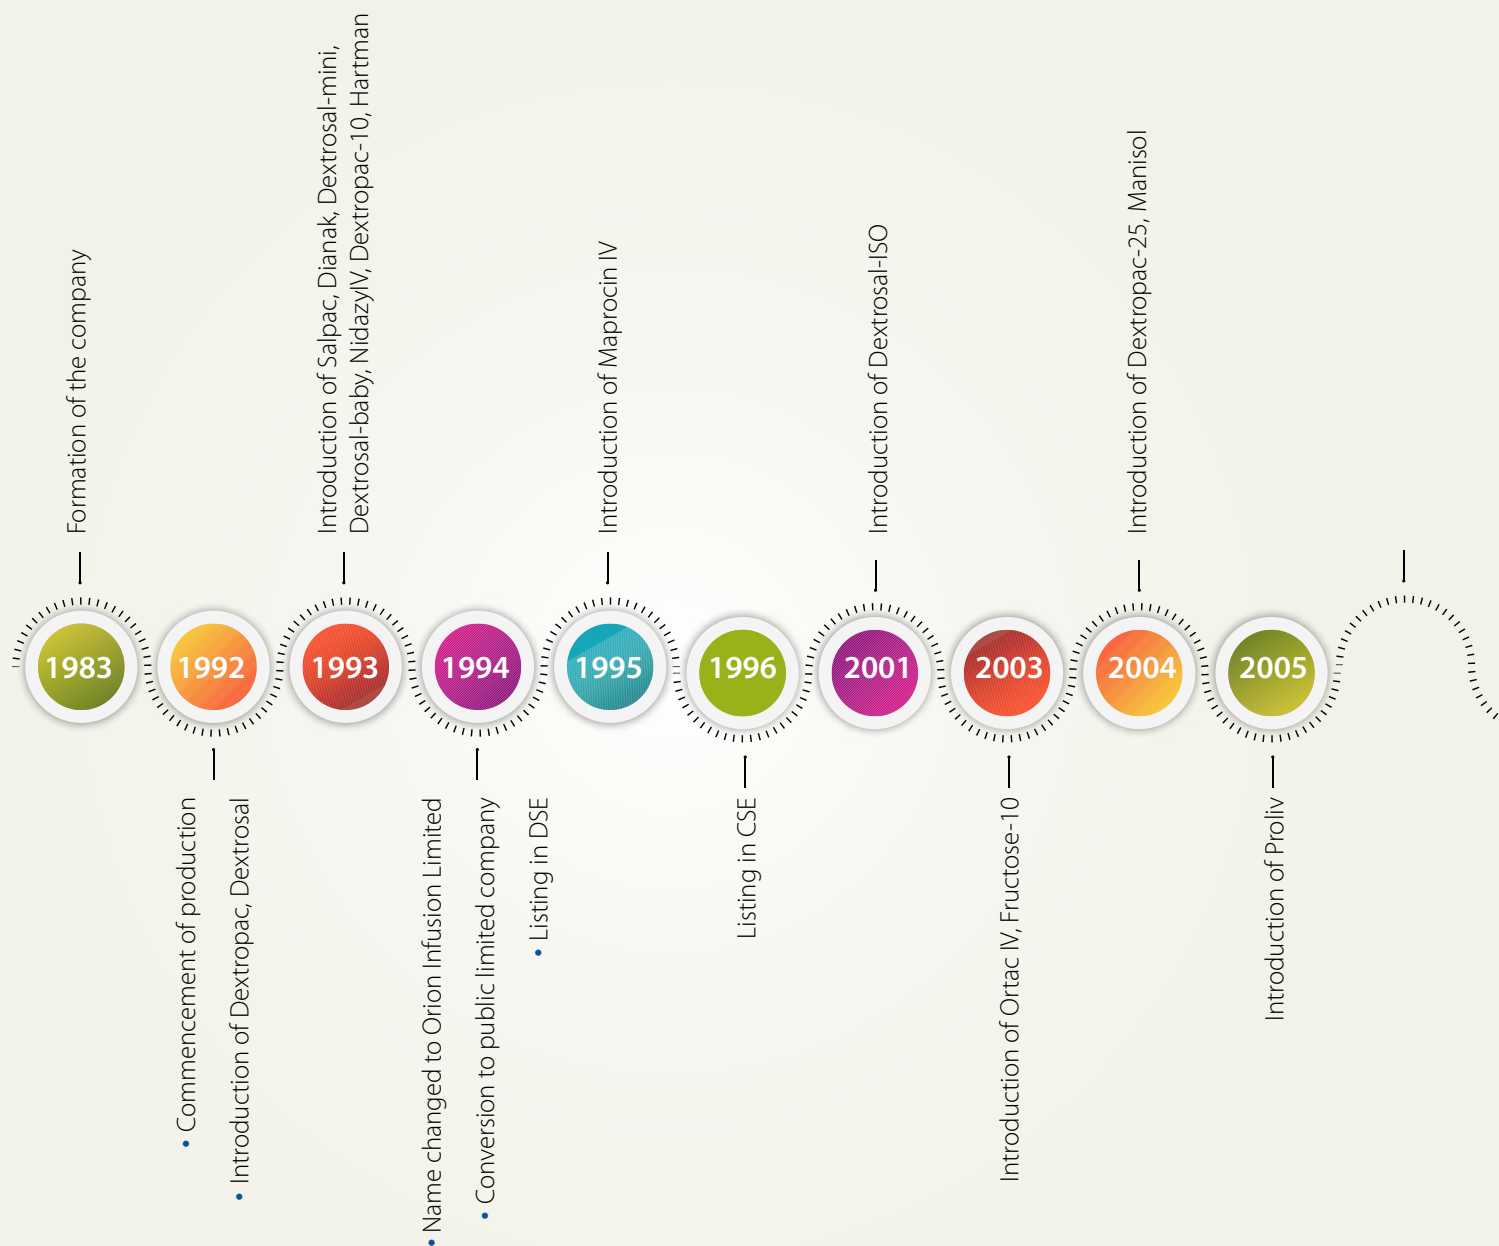 1983
Formation of the company
1992
• Commencement of production
• Introduction of Dextropac, Dextrosal
1993
Introduction of Salpac, Dianak, Dextrosal-mini,
Dextrosal-baby, NidazyIV, Dextropac-10, Hartman
1994
• Name changed to Orion Infusion Limited
• Conversion to public limited company
• Listing in DSE
1995
Introduction of Maprocin IV
1996
Listing in CSE
2001
Introduction of Dextrosal-ISO
2003
Introduction of Ortac IV, Fructose-10
2004
Introduction of Dextropac-25, Manisol
2005
Introduction of Proliv